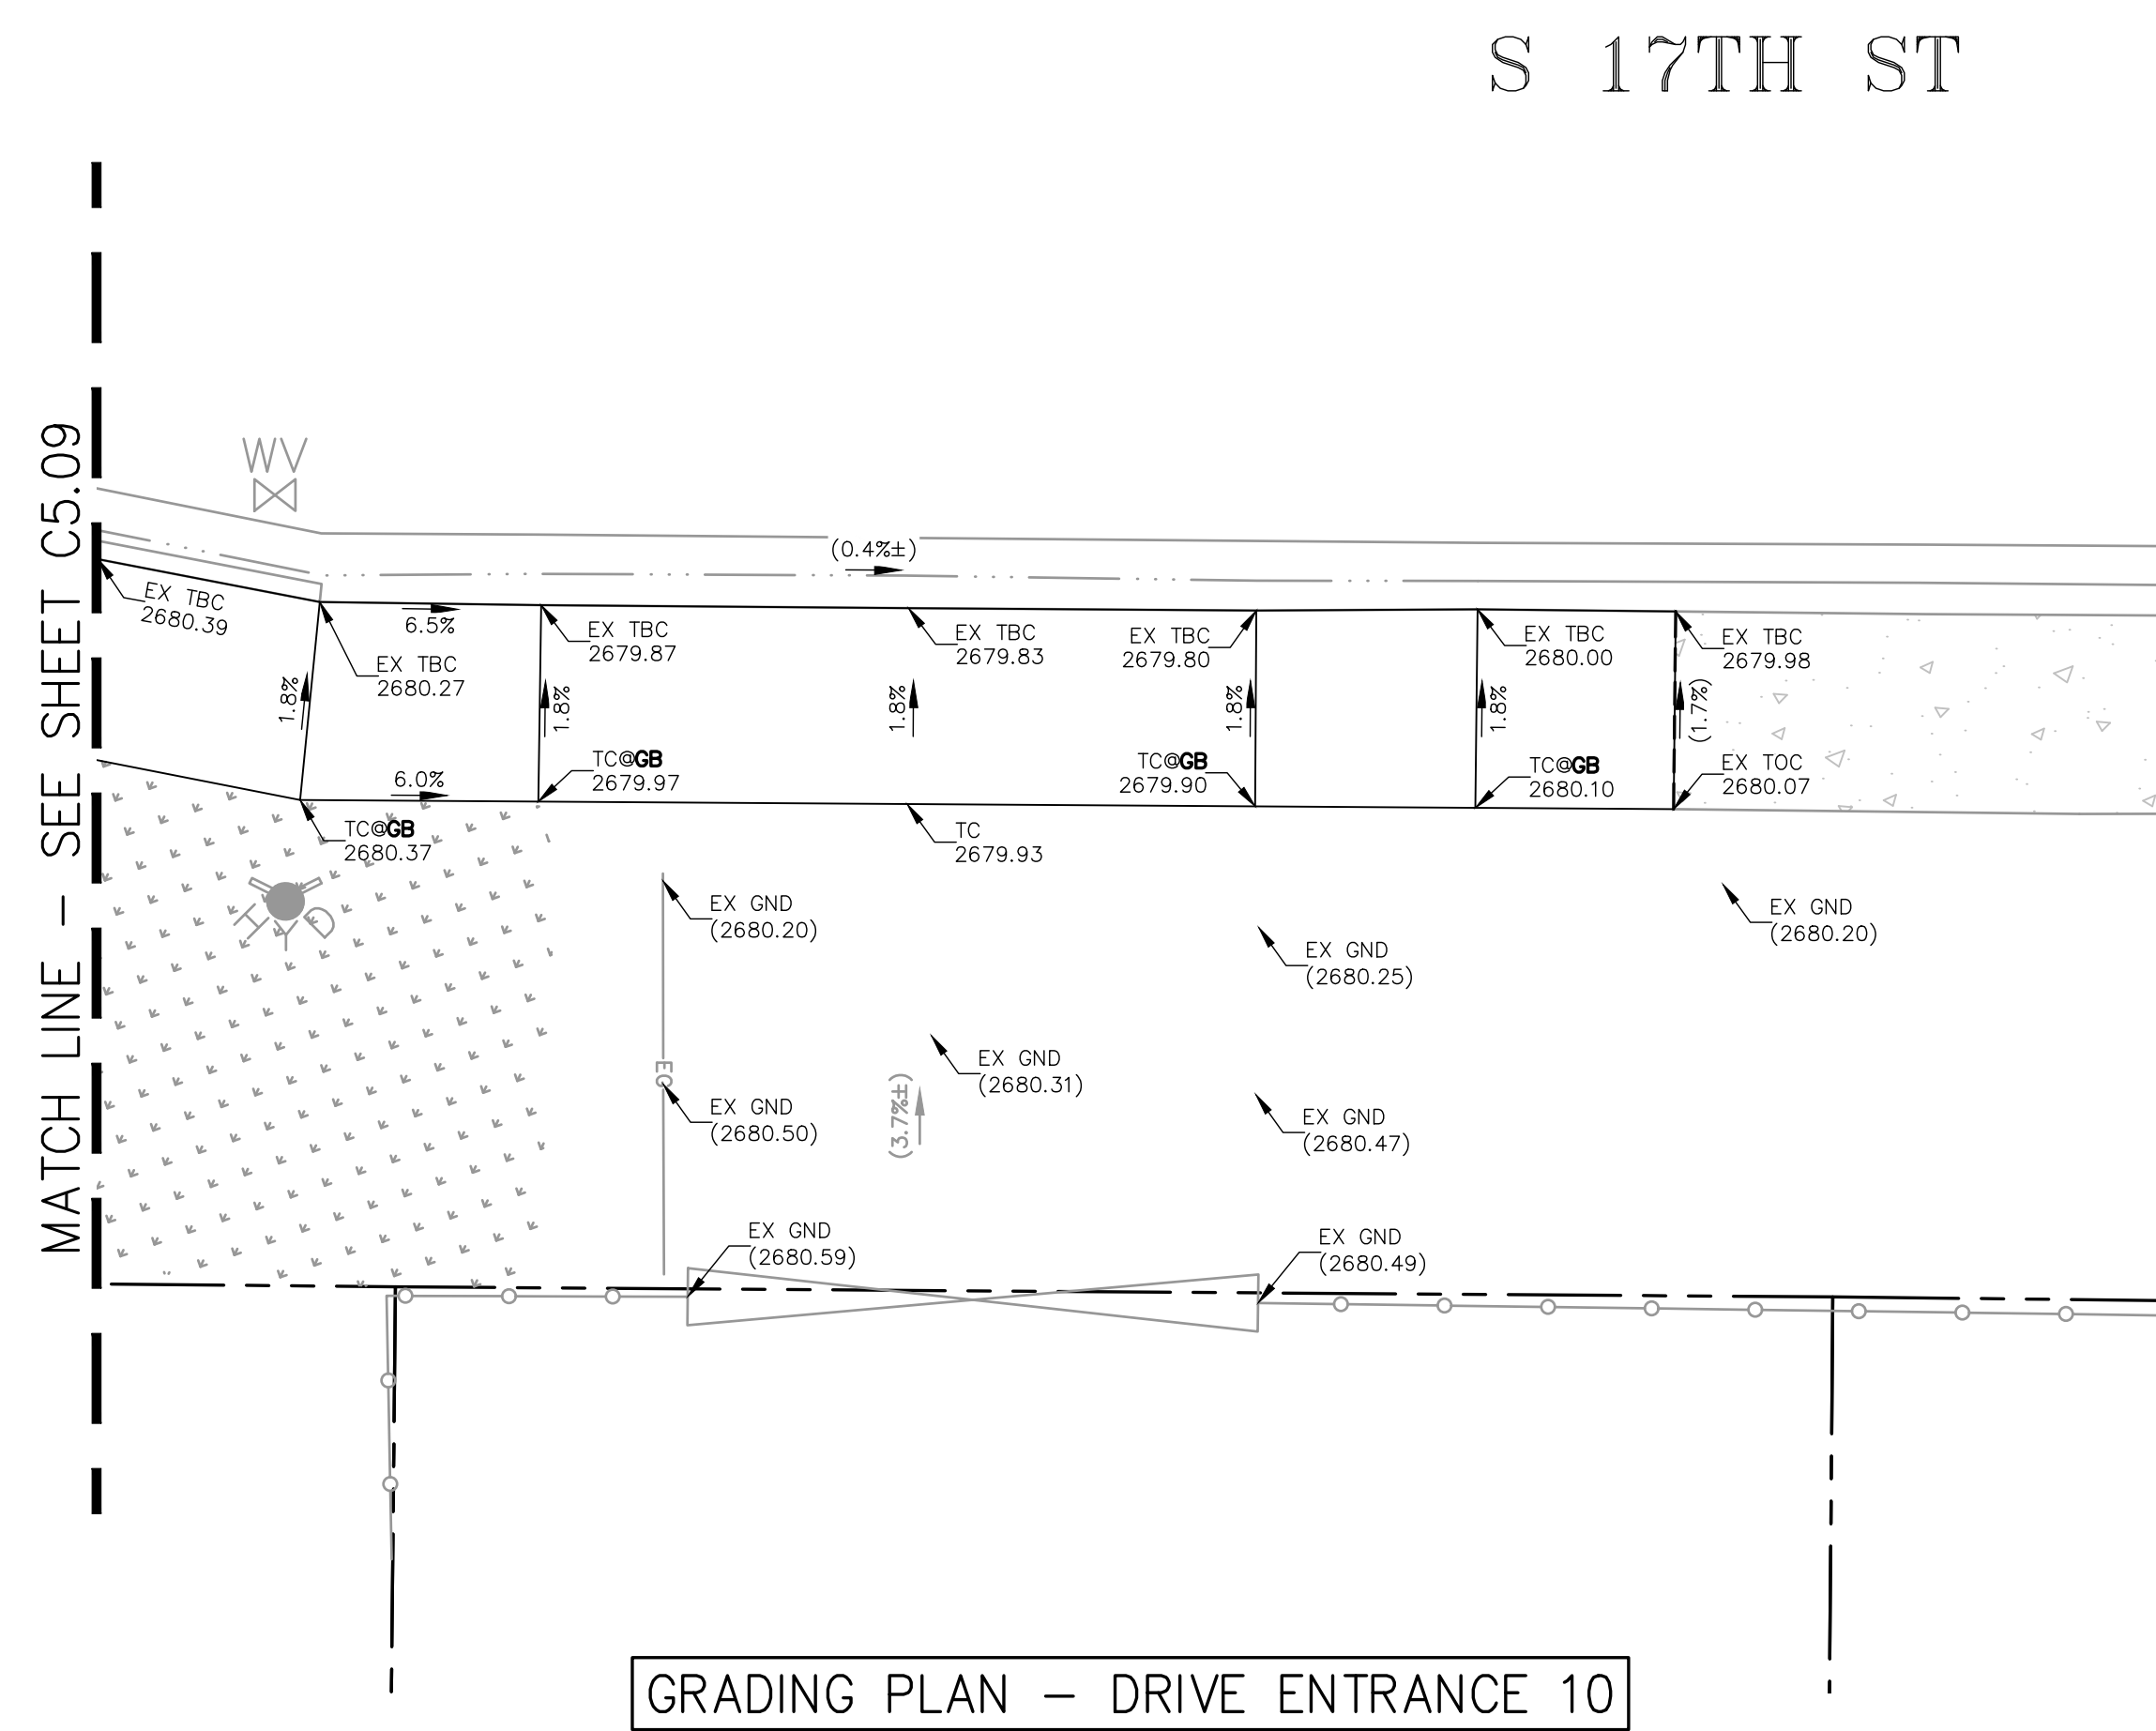 S 17TH ST
MATCH LINE - SEE SHEET C5.09
WV
(0.4%±)
EX TBC
2680.39
6.5%
EX TBC
2680.27
EX TBC
2679.87
EX TBC
2679.83
EX TBC
2679.80
EX TBC
2680.00
EX TBC
2679.98
1.8%
1.8%
1.8%
1.8%
1.8%
(1.7%)
6.0%
TC@GB
2680.37
TC@GB
2679.97
TC
2679.93
TC@GB
2679.90
TC@GB
2680.10
EX TOC
2680.07
HYD
EX GND
(2680.20)
EX GND
(2680.25)
EX GND
(2680.20)
EG
EX GND
(2680.31)
(3.7%±)
EX GND
(2680.50)
EX GND
(2680.47)
EX GND
(2680.59)
EX GND
(2680.49)
GRADING PLAN - DRIVE ENTRANCE 10